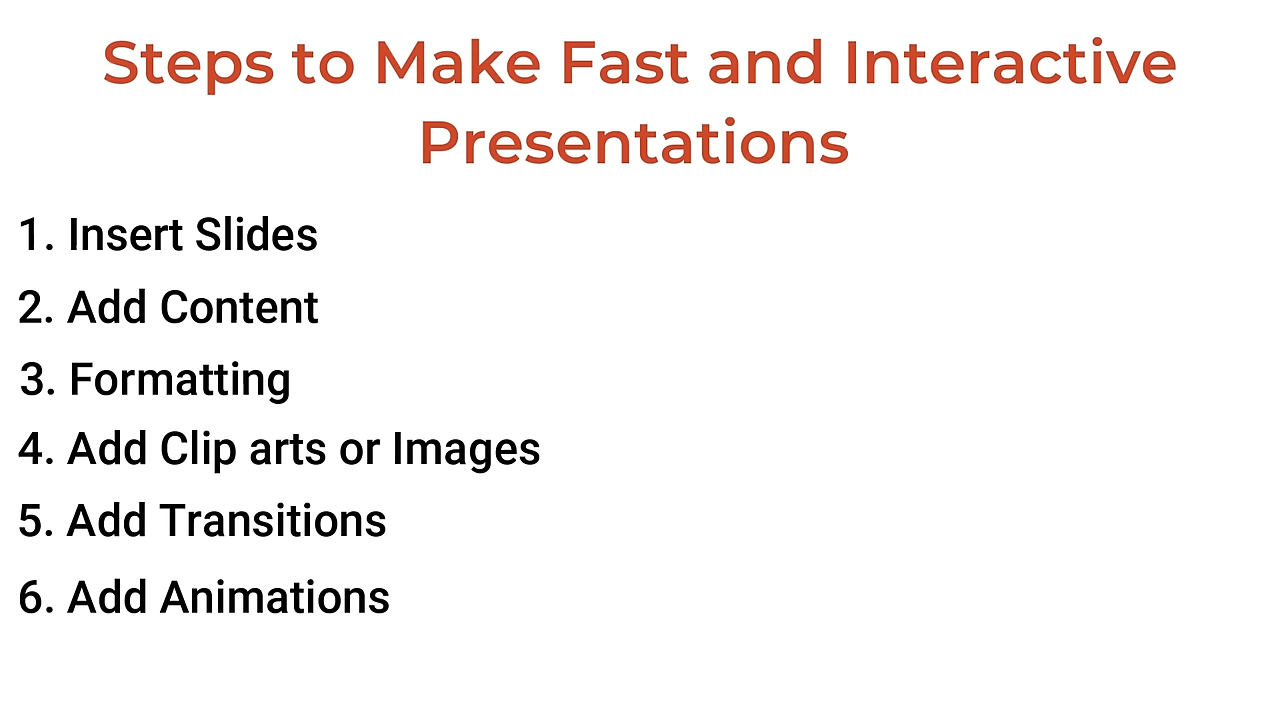 Steps to Make Fast and Interactive
Presentations
1. Insert Slides
2. Add Content
3. Formatting
4. Add Clip arts or Images
5. Add Transitions
6. Add Animations